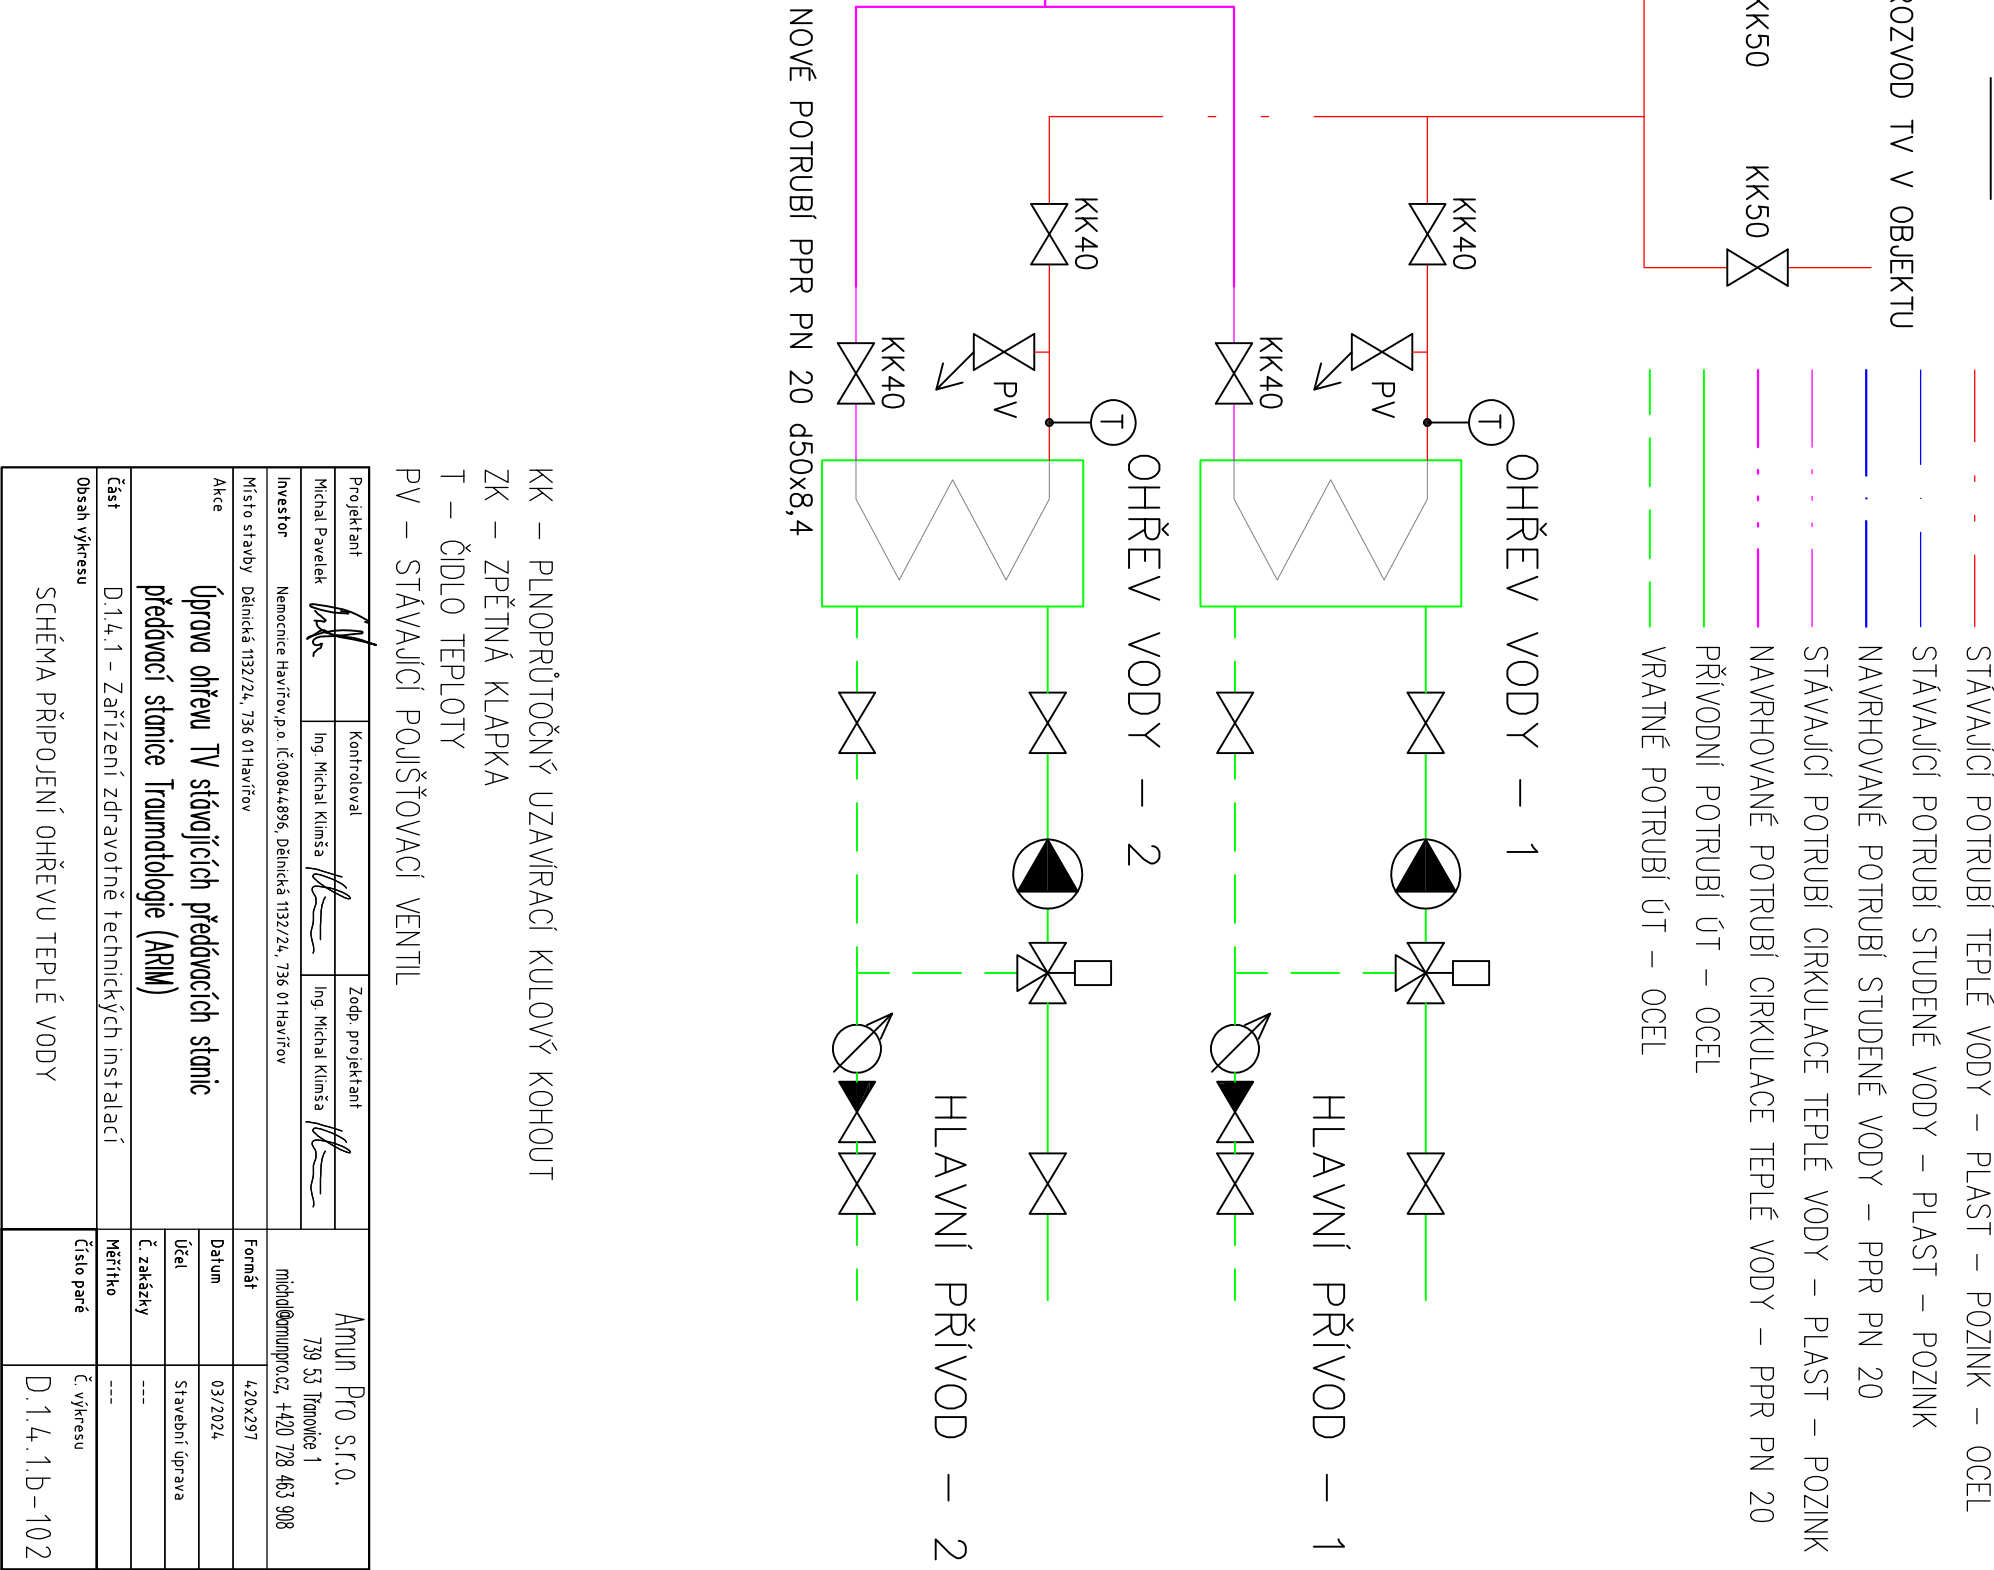 STÁVAJÍCÍ POTRUBÍ TEPLÉ VODY – PLAST – POZINK – OCEL
STÁVAJÍCÍ POTRUBÍ STUDENÉ VODY – PLAST – POZINK
NAVRHOVANÉ POTRUBÍ STUDENÉ VODY – PPR PN 20
STÁVAJÍCÍ POTRUBÍ CIRKULACE TEPLÉ VODY – PLAST – POZINK
NAVRHOVANÉ POTRUBÍ CIRKULACE TEPLÉ VODY – PPR PN 20
PŘÍVODNÍ POTRUBÍ ÚT – OCEL
VRATNÉ POTRUBÍ ÚT – OCEL
ROZVOD TV V OBJEKTU
KK50
KK50
OHŘEV VODY – 1
T
KK40
PV
KK40
HLAVNÍ PŘÍVOD – 1
OHŘEV VODY – 2
T
KK40
PV
KK40
HLAVNÍ PŘÍVOD – 2
NOVÉ POTRUBÍ PPR PN 20 d50x8,4
KK – PLNOPRŮTOČNÝ UZAVÍRACÍ KULOVÝ KOHOUT
ZK – ZPĚTNÁ KLAPKA
T – ČIDLO TEPLOTY
PV – STÁVAJÍCÍ POJIŠŤOVACÍ VENTIL
Projektant
Kontroloval
Zodp. projektant
Michal Pavelek
Ing. Michal Klimša
Ing. Michal Klimša
Amun Pro s.r.o.
739 53 Třanovice 1
michal@amunpro.cz, +420 728 463 908
Investor Nemocnice Havířov,p.o. IČ:00844896, Dělnická 1132/24, 736 01 Havířov
Místo stavby Dělnická 1132/24, 736 01 Havířov
Formát 420x297
Akce Úprava ohřevu TV stávajících předávacích stanic
předávací stanice Traumatologie (ARIM)
Datum 03/2024
Účel Stavební úprava
Č. zakázky ---
Část D.1.4.1 – Zařízení zdravotně technických instalací
Měřítko ---
Obsah výkresu
SCHÉMA PŘIPOJENÍ OHŘEVU TEPLÉ VODY
Číslo paré
Č. výkresu
D.1.4.1.b–102